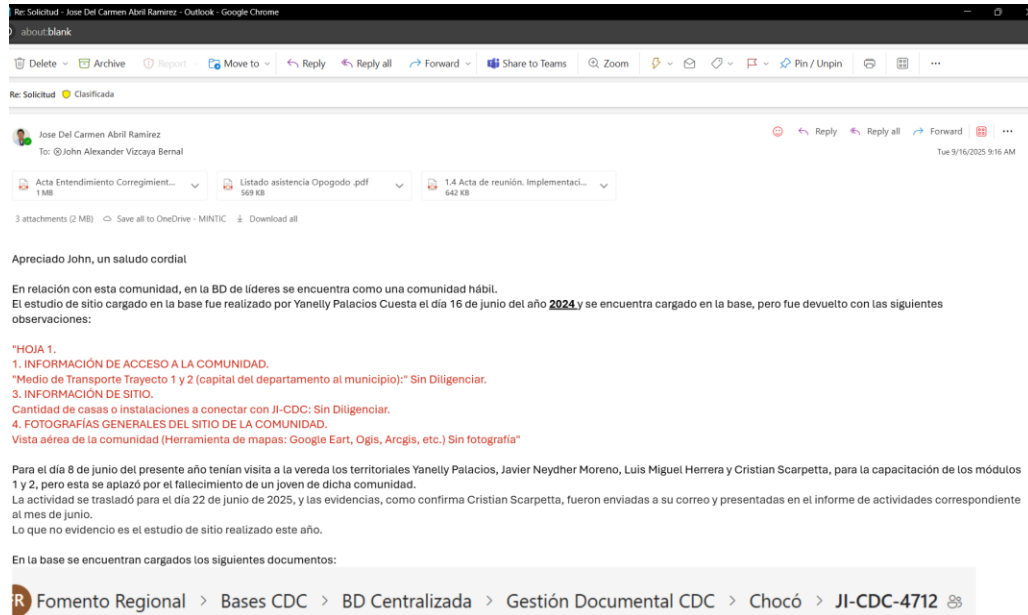 Re: Solicitud - Jose Del Carmen Abril Ramirez - Outlook - Google Chrome
about:blank
Delete Archive Report Move to Reply Reply all Forward Share to Teams Zoom Pin / Unpin ...
Re: Solicitud Clasificada
Jose Del Carmen Abril Ramirez
Reply Reply all Forward ...
To: John Alexander Vizcaya Bernal
Tue 9/16/2025 9:16 AM
Acta Entendimiento Corregimient... Listado asistencia Opogodo .pdf 1.4 Acta de reunión. Implementaci...
1 MB 569 KB 642 KB
3 attachments (2 MB) Save all to OneDrive - MINTIC Download all
Apreciado John, un saludo cordial
En relación con esta comunidad, en la BD de líderes se encuentra como una comunidad hábil.
El estudio de sitio cargado en la base fue realizado por Yanelly Palacios Cuesta el día 16 de junio del año 2024 y se encuentra cargado en la base, pero fue devuelto con las siguientes
observaciones:
"HOJA 1.
1. INFORMACIÓN DE ACCESO A LA COMUNIDAD.
"Medio de Transporte Trayecto 1 y 2 (capital del departamento al municipio):" Sin Diligenciar.
3. INFORMACIÓN DE SITIO.
Cantidad de casas o instalaciones a conectar con JI-CDC: Sin Diligenciar.
4. FOTOGRAFÍAS GENERALES DEL SITIO DE LA COMUNIDAD.
Vista aérea de la comunidad (Herramienta de mapas: Google Eart, Ogis, Arcgis, etc.) Sin fotografía"
Para el día 8 de junio del presente año tenían visita a la vereda los territoriales Yanelly Palacios, Javier Neydher Moreno, Luis Miguel Herrera y Cristian Scarpetta, para la capacitación de los módulos
1 y 2, pero esta se aplazó por el fallecimiento de un joven de dicha comunidad.
La actividad se trasladó para el día 22 de junio de 2025, y las evidencias, como confirma Cristian Scarpetta, fueron enviadas a su correo y presentadas en el informe de actividades correspondiente
al mes de junio.
Lo que no evidencio es el estudio de sitio realizado este año.
En la base se encuentran cargados los siguientes documentos:
FR Fomento Regional > Bases CDC > BD Centralizada > Gestión Documental CDC > Chocó > JI-CDC-4712